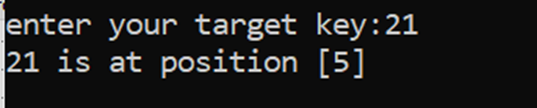 enter your target key:21
21 is at position [5]